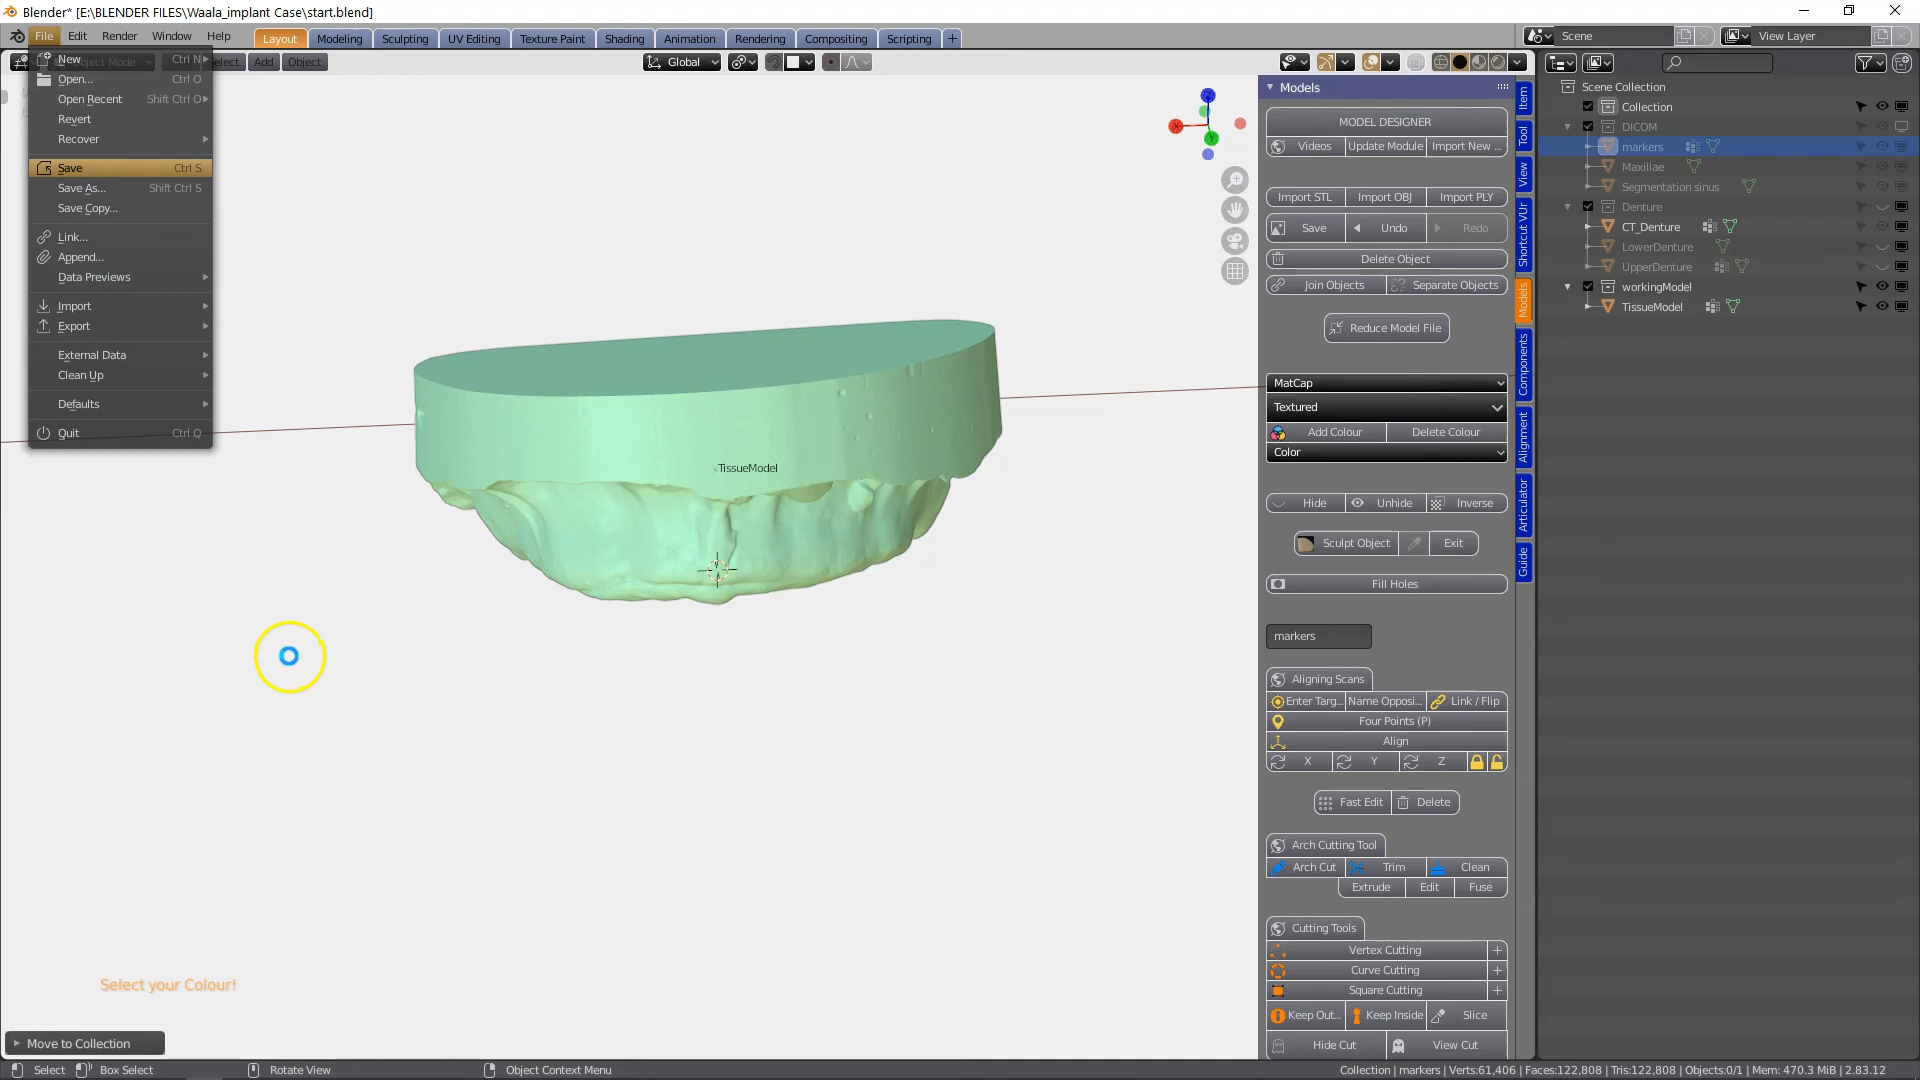 Blender* [E:\BLENDER FILES\Waala_implant Case\start.blend]
File Edit Render Window Help Layout Modeling Sculpting UV Editing Texture Paint Shading Animation Rendering Compositing Scripting + Scene View Layer
Object Mode Select Add Object Global
New Ctrl N
Open... Ctrl O
Open Recent Shift Ctrl O
Revert
Recover
Save Ctrl S
Save As... Shift Ctrl S
Save Copy...
Link...
Append...
Data Previews
Import
Export
External Data
Clean Up
Defaults
Quit Ctrl Q
TissueModel
Select your Colour!
Move to Collection
Models
MODEL DESIGNER
Videos Update Module Import New ...
Import STL Import OBJ Import PLY
Save Undo Redo
Delete Object
Join Objects Separate Objects
Reduce Model File
MatCap
Textured
Add Colour Delete Colour
Color
Hide Unhide Inverse
Sculpt Object Exit
Fill Holes
markers
Aligning Scans
Enter Targ... Name Opposi... Link / Flip
Four Points (P)
Align
X Y Z
Fast Edit Delete
Arch Cutting Tool
Arch Cut Trim Clean
Extrude Edit Fuse
Cutting Tools
Vertex Cutting +
Curve Cutting +
Square Cutting +
Keep Out... Keep Inside Slice
Hide Cut View Cut
Item
Tool
View
Shortcut VUr
Models
Components
Alignment
Articulator
Guide
Scene Collection
Collection
DICOM
markers
Maxillae
Segmentation sinus
Denture
CT_Denture
LowerDenture
UpperDenture
workingModel
TissueModel
Select Box Select Rotate View Object Context Menu Collection | markers | Verts:61,406 | Faces:122,808 | Tris:122,808 | Objects:0/1 | Mem: 470.3 MiB | 2.83.12